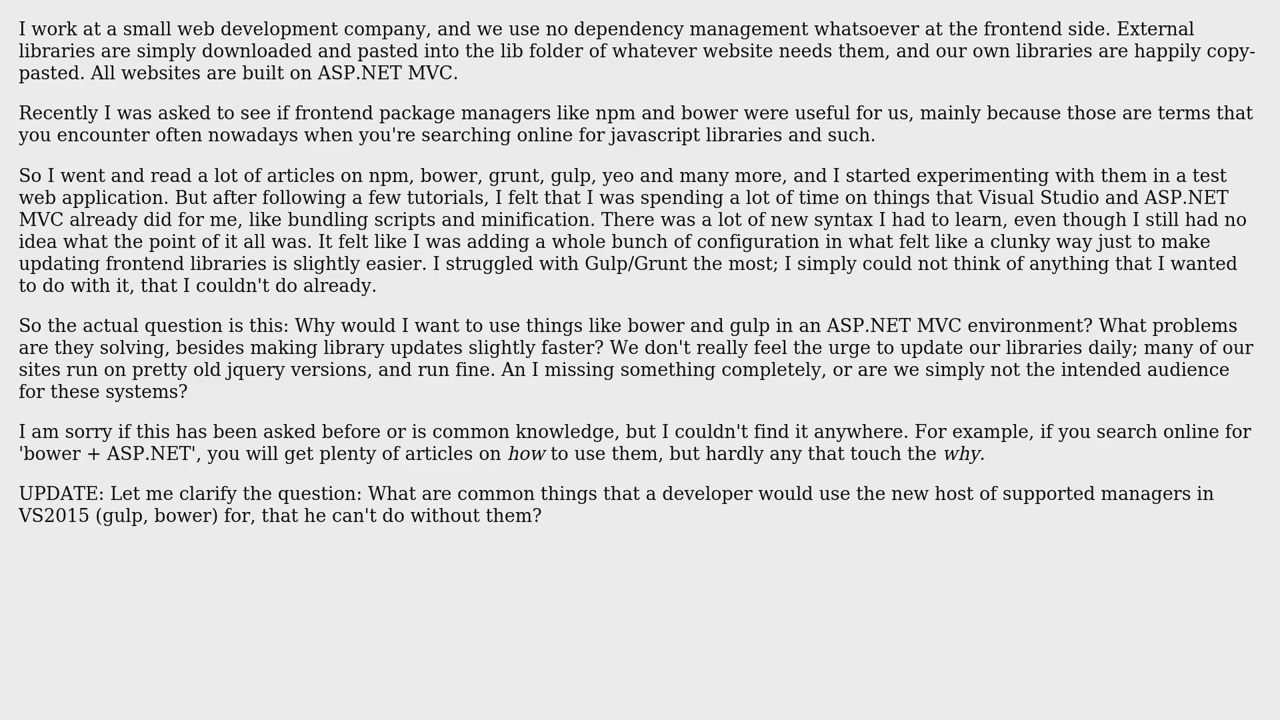 I work at a small web development company, and we use no dependency management whatsoever at the frontend side. External
libraries are simply downloaded and pasted into the lib folder of whatever website needs them, and our own libraries are happily copy-
pasted. All websites are built on ASP.NET MVC.
Recently I was asked to see if frontend package managers like npm and bower were useful for us, mainly because those are terms that
you encounter often nowadays when you're searching online for javascript libraries and such.
So I went and read a lot of articles on npm, bower, grunt, gulp, yeo and many more, and I started experimenting with them in a test
web application. But after following a few tutorials, I felt that I was spending a lot of time on things that Visual Studio and ASP.NET
MVC already did for me, like bundling scripts and minification. There was a lot of new syntax I had to learn, even though I still had no
idea what the point of it all was. It felt like I was adding a whole bunch of configuration in what felt like a clunky way just to make
updating frontend libraries is slightly easier. I struggled with Gulp/Grunt the most; I simply could not think of anything that I wanted
to do with it, that I couldn't do already.
So the actual question is this: Why would I want to use things like bower and gulp in an ASP.NET MVC environment? What problems
are they solving, besides making library updates slightly faster? We don't really feel the urge to update our libraries daily; many of our
sites run on pretty old jquery versions, and run fine. An I missing something completely, or are we simply not the intended audience
for these systems?
I am sorry if this has been asked before or is common knowledge, but I couldn't find it anywhere. For example, if you search online for
'bower + ASP.NET', you will get plenty of articles on how to use them, but hardly any that touch the why.
UPDATE: Let me clarify the question: What are common things that a developer would use the new host of supported managers in
VS2015 (gulp, bower) for, that he can't do without them?